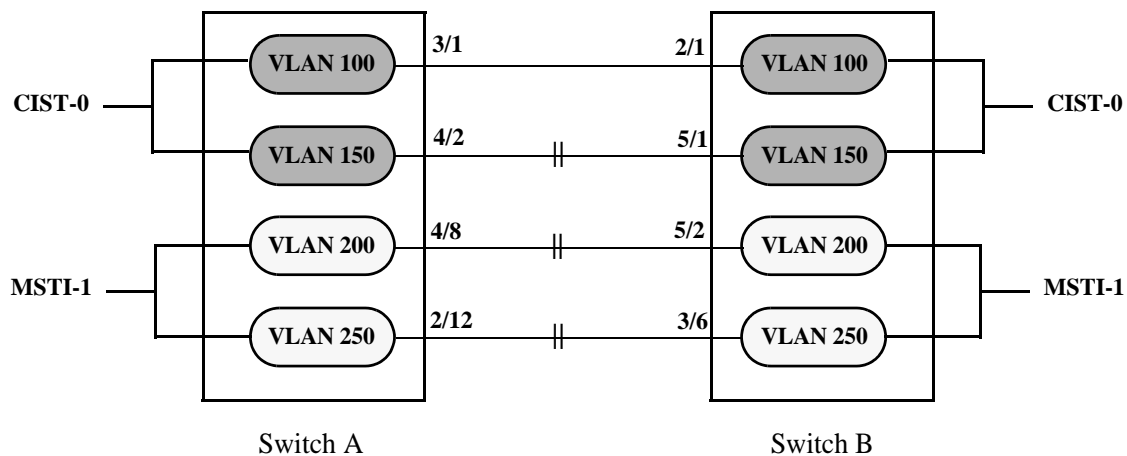 3/1 2/1
VLAN 100 VLAN 100
CIST-0 CIST-0
4/2 5/1
VLAN 150 VLAN 150
4/8 5/2
VLAN 200 VLAN 200
MSTI-1 MSTI-1
2/12 3/6
VLAN 250 VLAN 250
Switch A Switch B